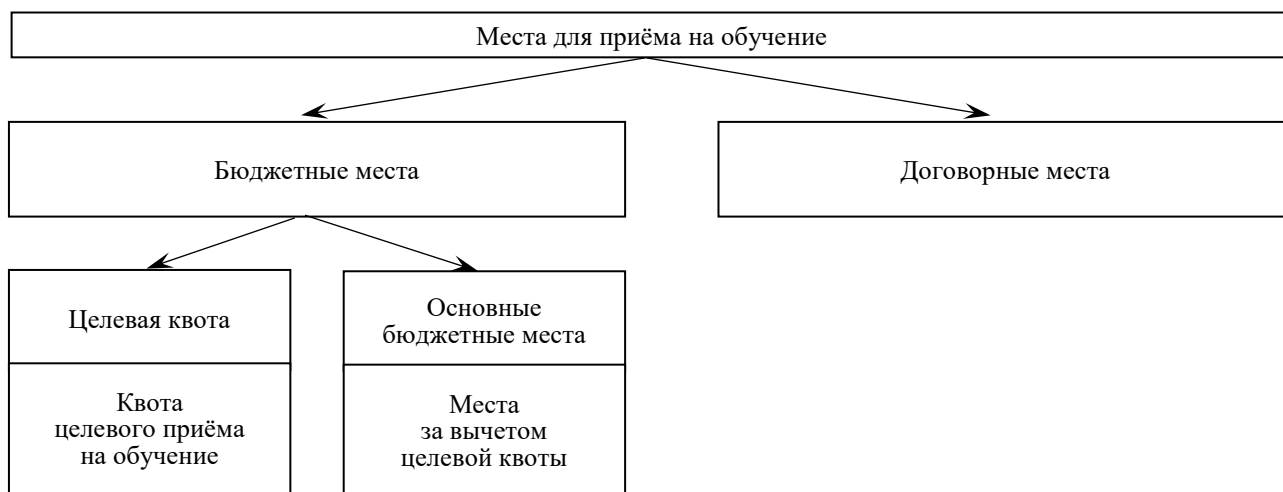 Места для приёма на обучение
Бюджетные места
Договорные места
Целевая квота
Основные
бюджетные места
Квота
целевого приёма
на обучение
Места
за вычетом
целевой квоты